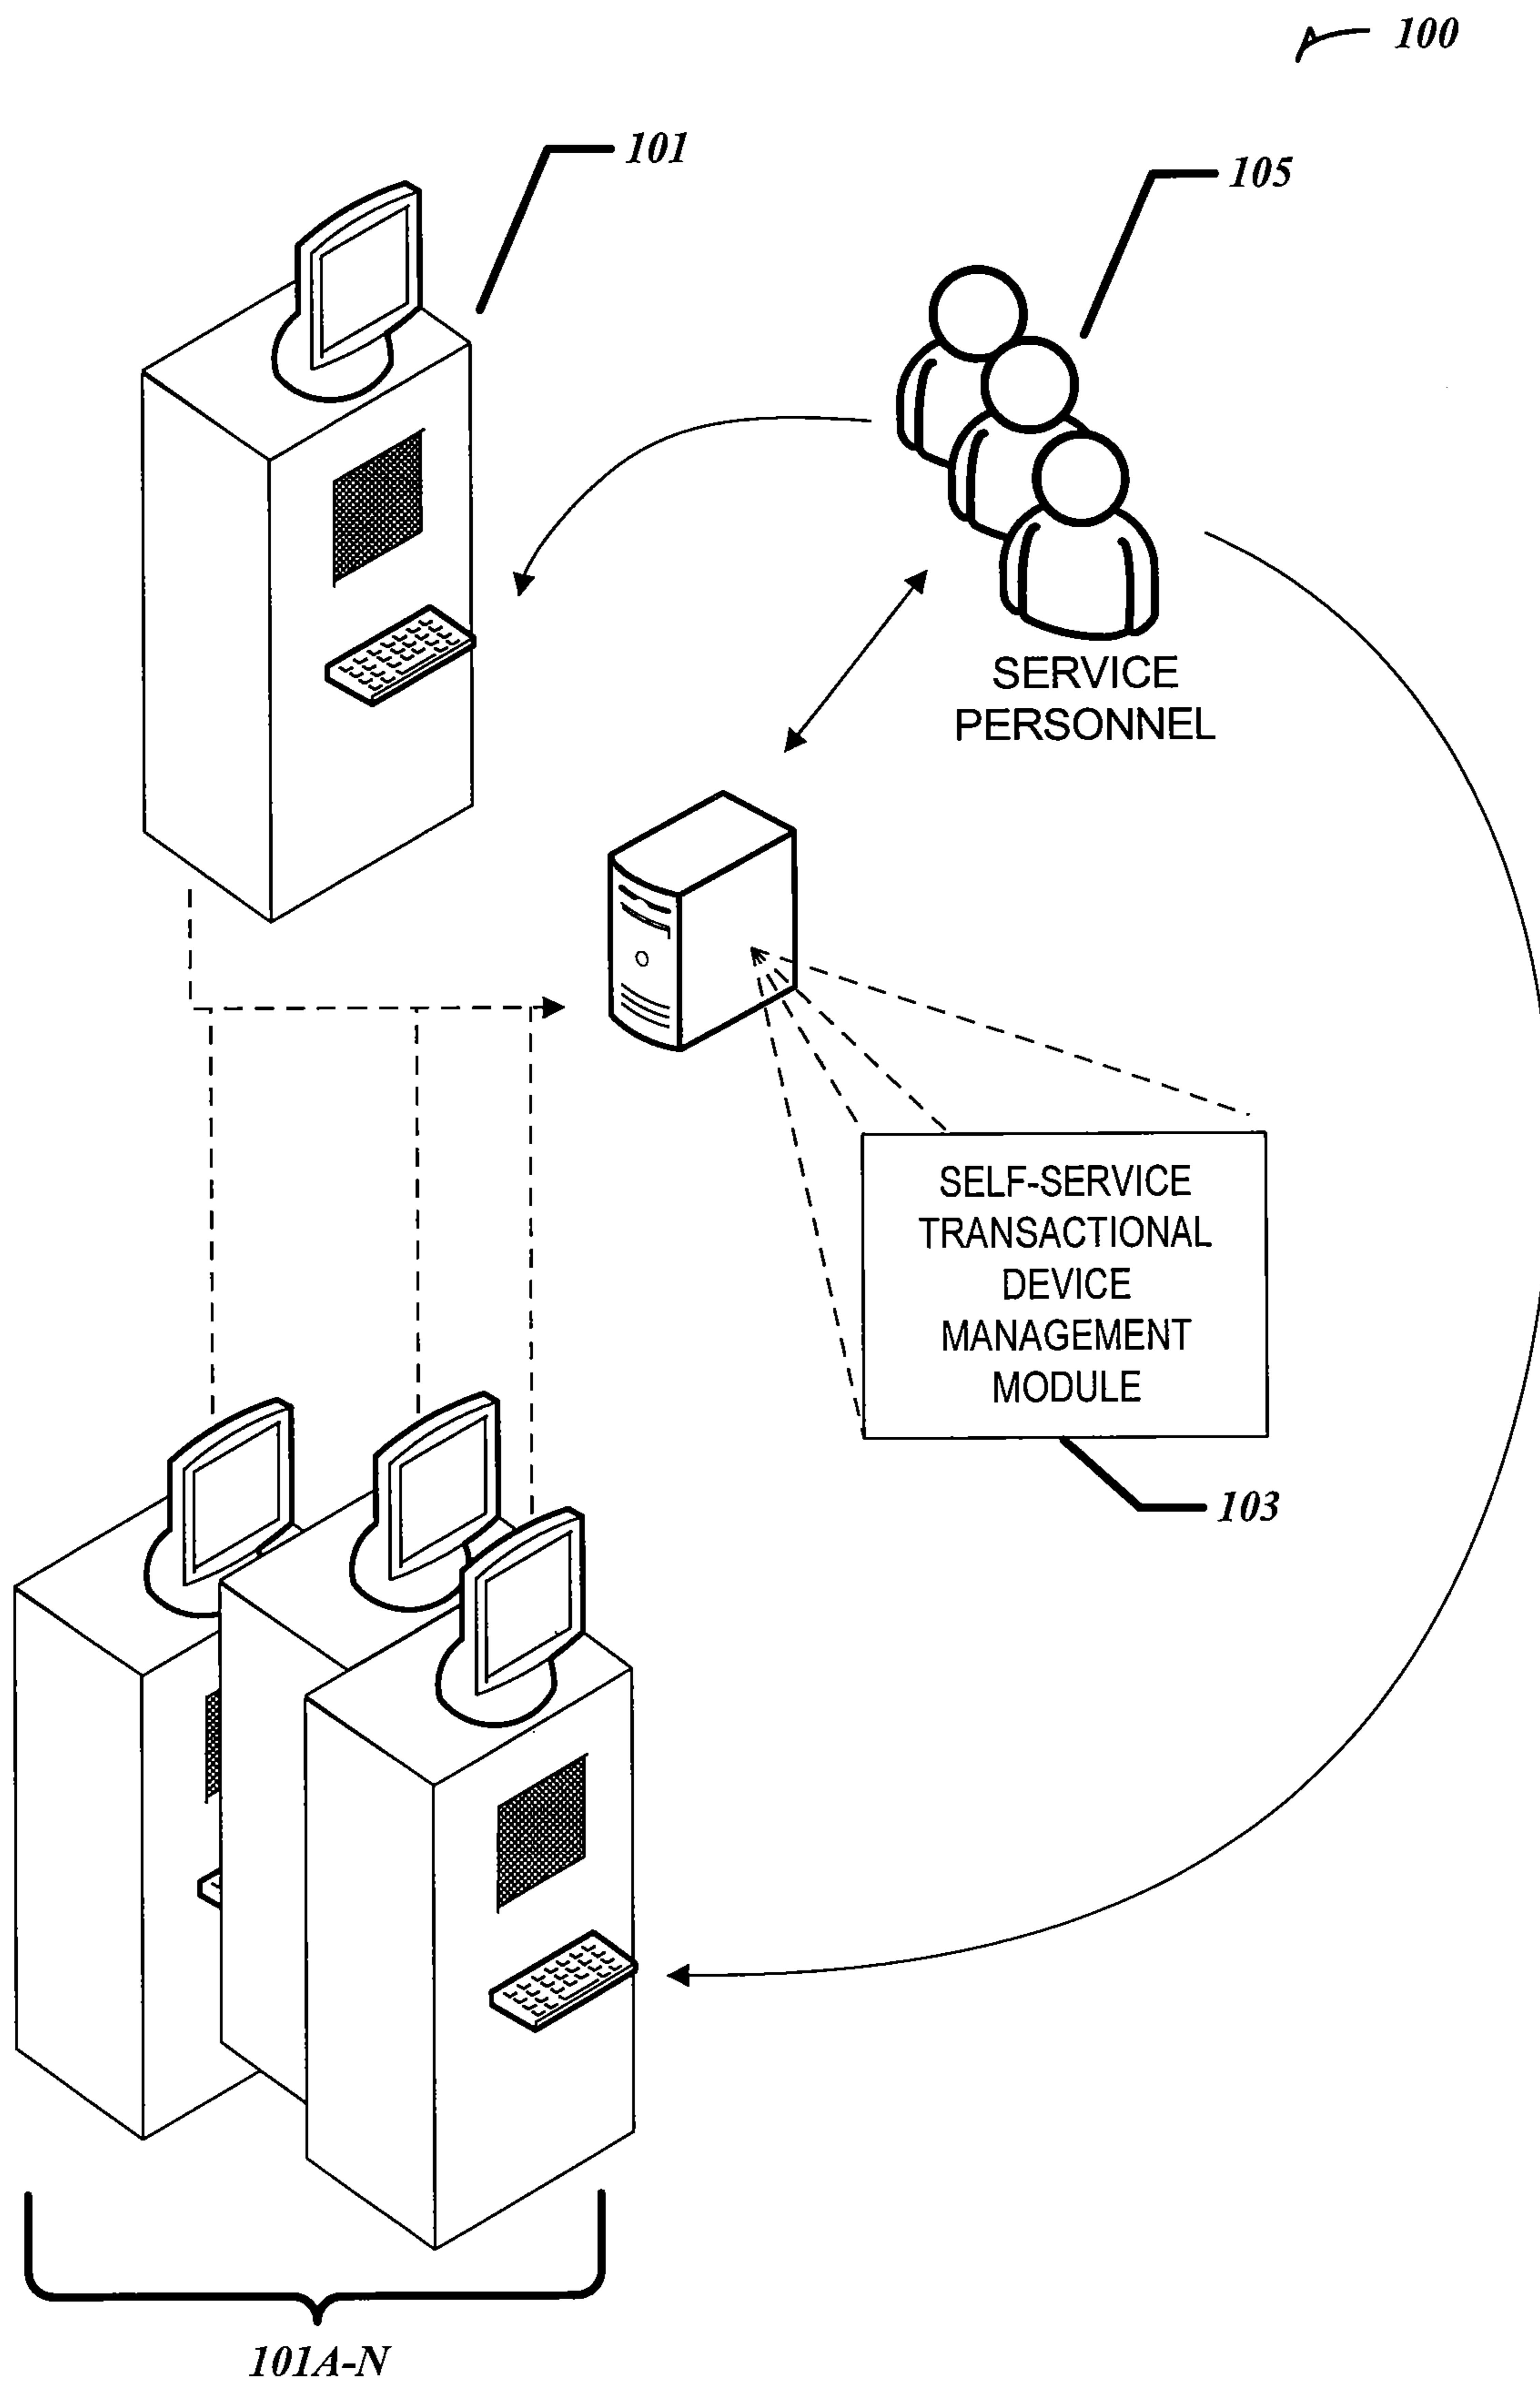 100
101
105
SERVICE
PERSONNEL
SELF-SERVICE
TRANSACTIONAL
DEVICE
MANAGEMENT
MODULE
103
101A-N